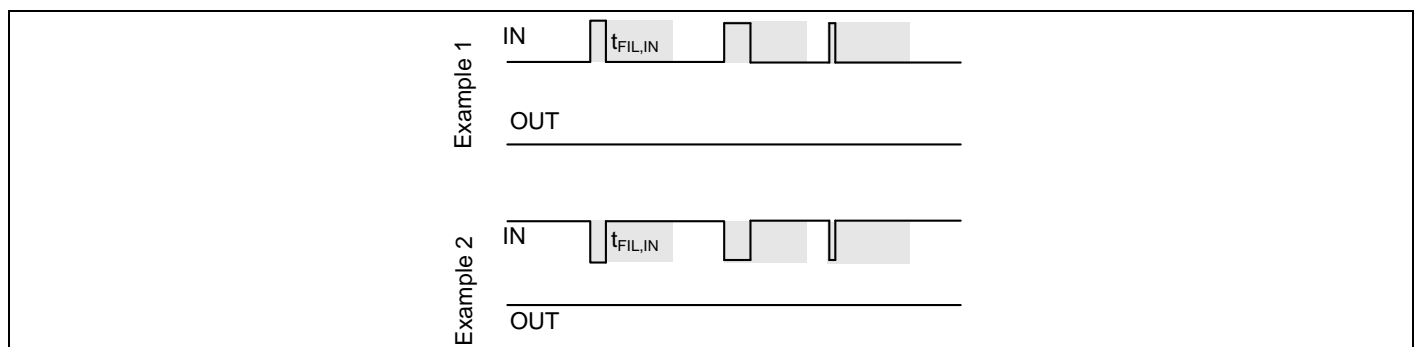 Example 1
IN
tFIL,IN
OUT
Example 2
IN
tFIL,IN
OUT